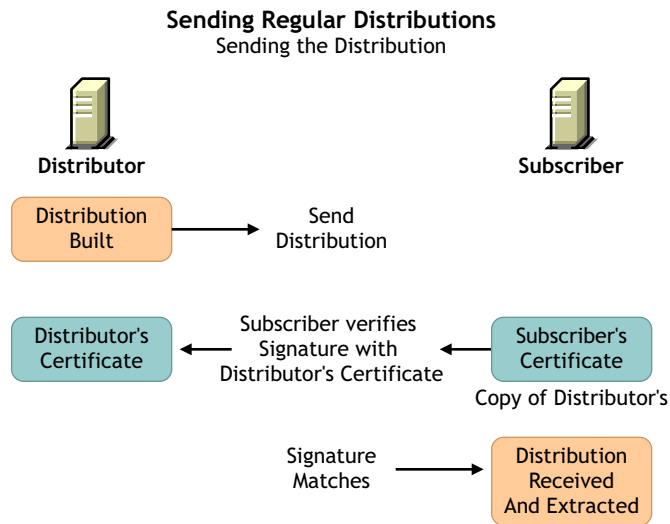 Sending Regular Distributions
Sending the Distribution
Distributor
Subscriber
Distribution
Built
Send
Distribution
Distributor's
Certificate
Subscriber verifies
Signature with
Distributor's Certificate
Subscriber's
Certificate
Copy of Distributor's
Signature
Matches
Distribution
Received
And Extracted